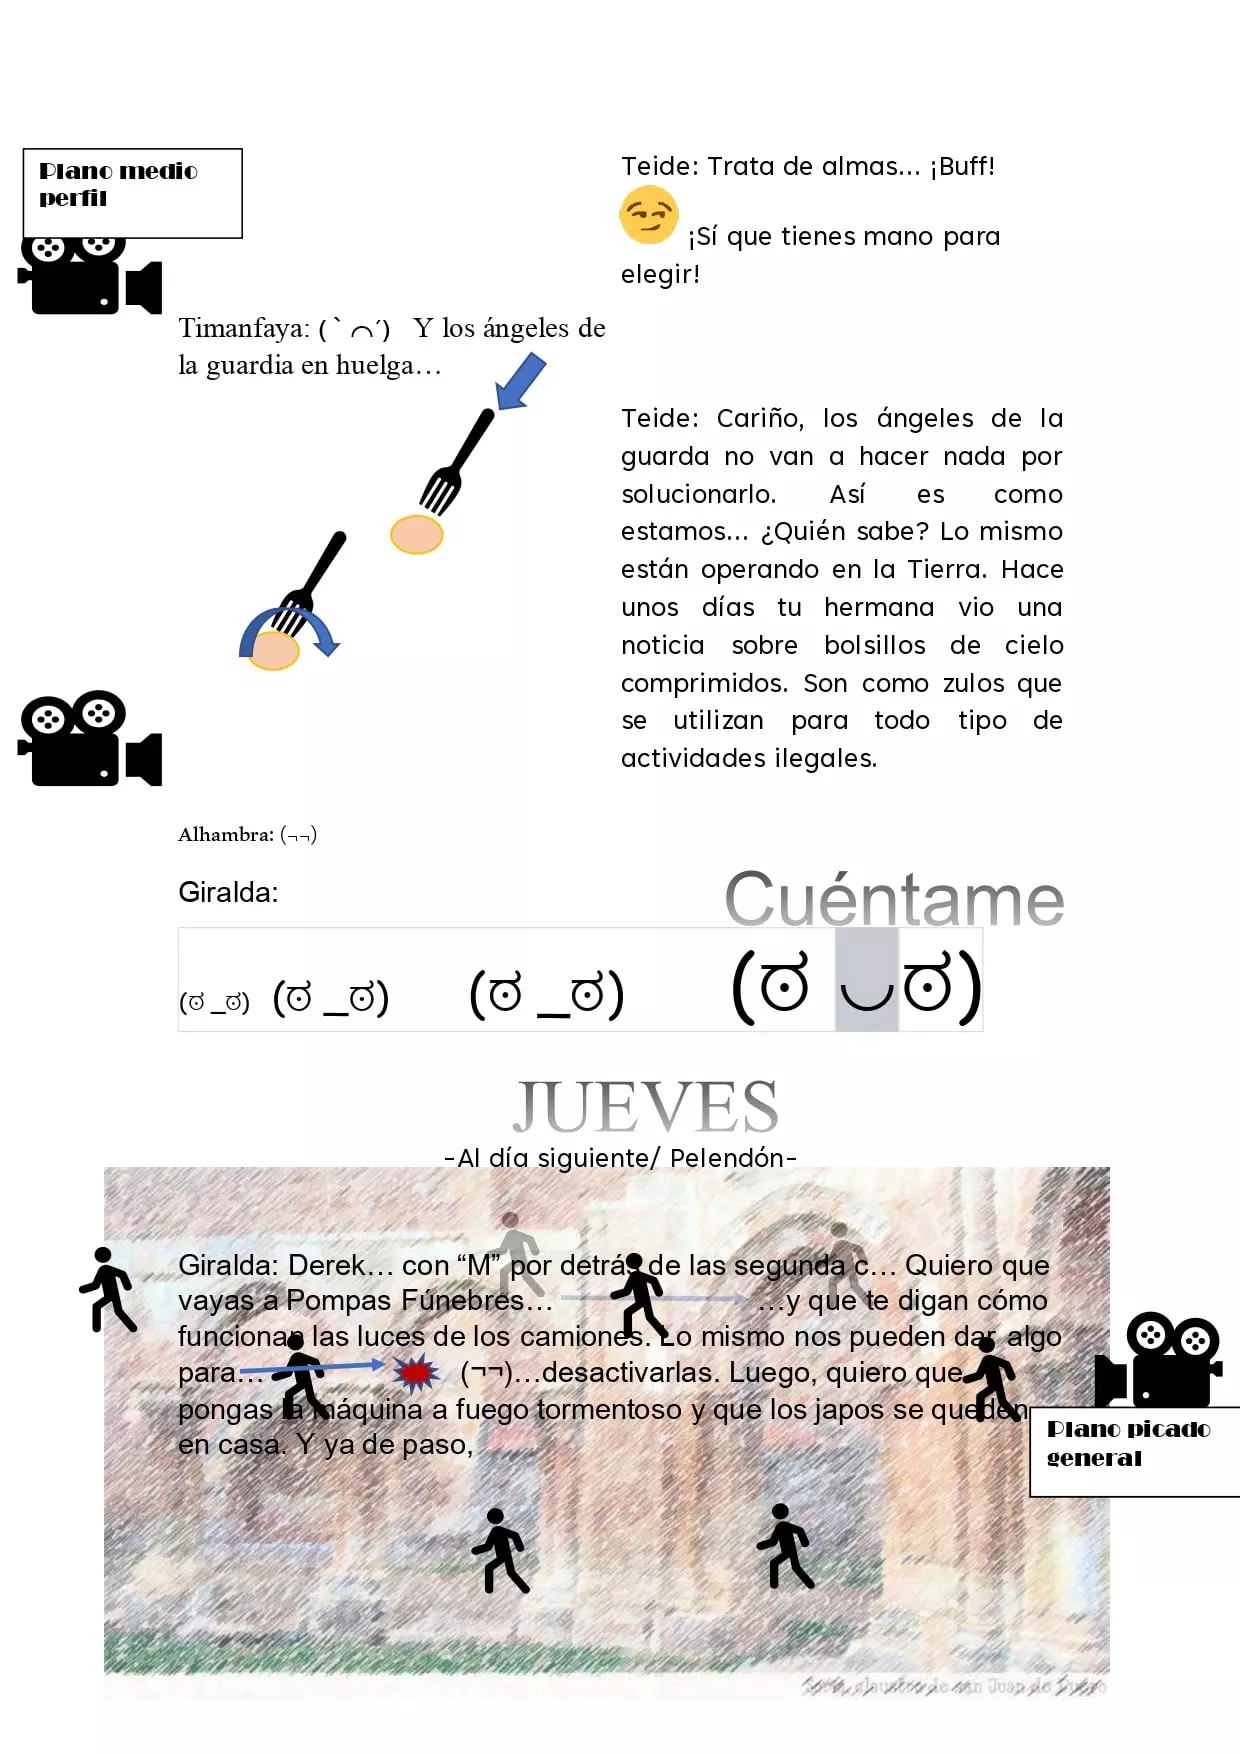 Plano medio
perfil
Teide: Trata de almas... ¡Buff!
¡Sí que tienes mano para
elegir!
Timanfaya: (｀⌒´) Y los ángeles de
la guardia en huelga…
Teide: Cariño, los ángeles de la
guarda no van a hacer nada por
solucionarlo. Así es como
estamos... ¿Quién sabe? Lo mismo
están operando en la Tierra. Hace
unos días tu hermana vio una
noticia sobre bolsillos de cielo
comprimidos. Son como zulos que
se utilizan para todo tipo de
actividades ilegales.
Alhambra: (¬¬)
Giralda:
Cuéntame
(ಠ_ಠ) (ಠ_ಠ) (ಠ_ಠ) (ಠ◡ಠ)
JUEVES
-Al día siguiente/ Pelendón-
Giralda: Derek… con “M” por detrás de las segunda c… Quiero que
vayas a Pompas Fúnebres… …y que te digan cómo
funcionan las luces de los camiones. Lo mismo nos pueden dar algo
para… (¬¬)…desactivarlas. Luego, quiero que
pongas la máquina a fuego tormentoso y que los japos se queden
en casa. Y ya de paso,
Plano picado
general
Soria, claustro de san Juan de Duero